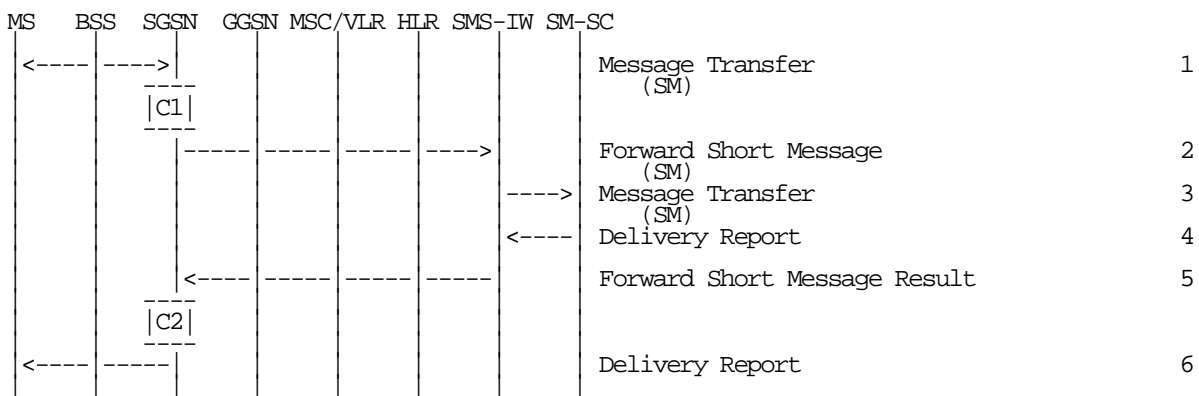 MS BSS SGSN GGSN MSC/VLR HLR SMS-IW SM-SC
Message Transfer 1
(SM)
C1
Forward Short Message 2
(SM)
Message Transfer 3
(SM)
Delivery Report 4
Forward Short Message Result 5
C2
Delivery Report 6